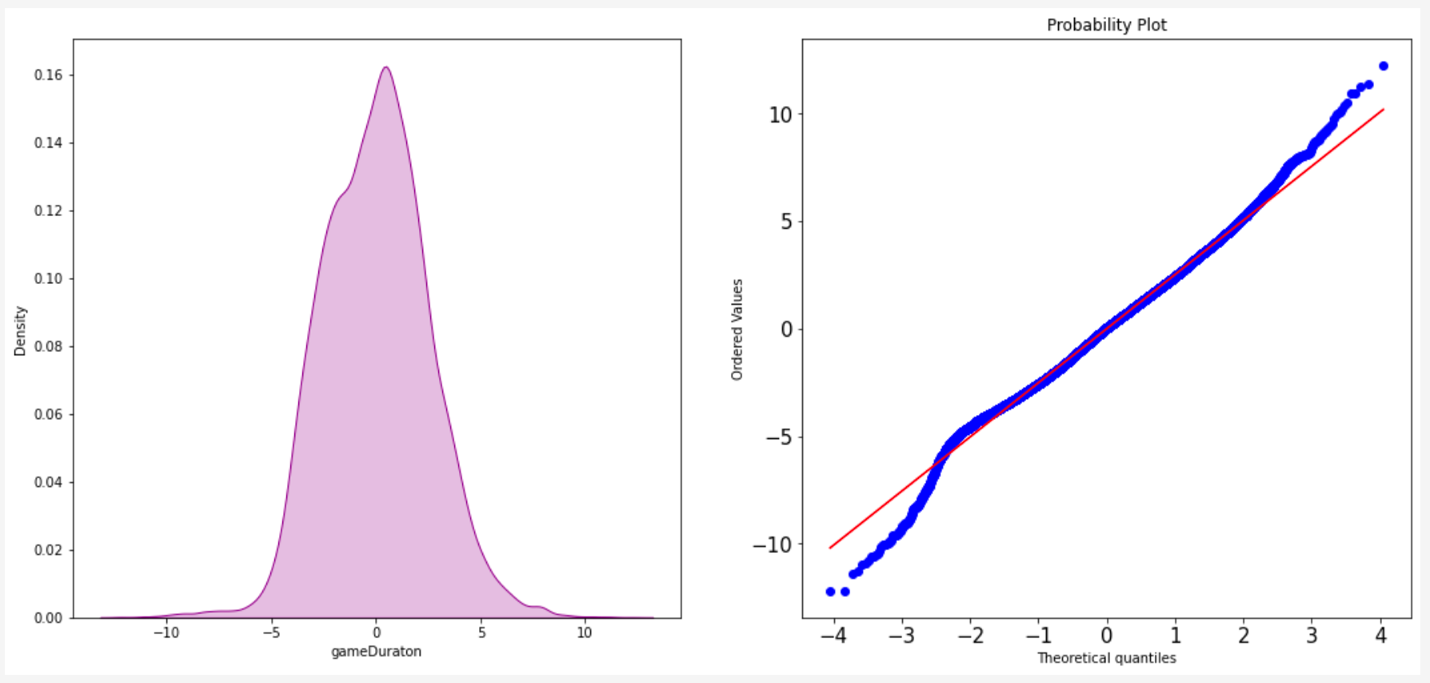 0.16
0.14
0.12
0.10
0.08
0.06
0.04
0.02
0.00
Density
−10 −5 0 5 10
gameDuraton
Probability Plot
10
5
0
−5
−10
Ordered Values
−4 −3 −2 −1 0 1 2 3 4
Theoretical quantiles